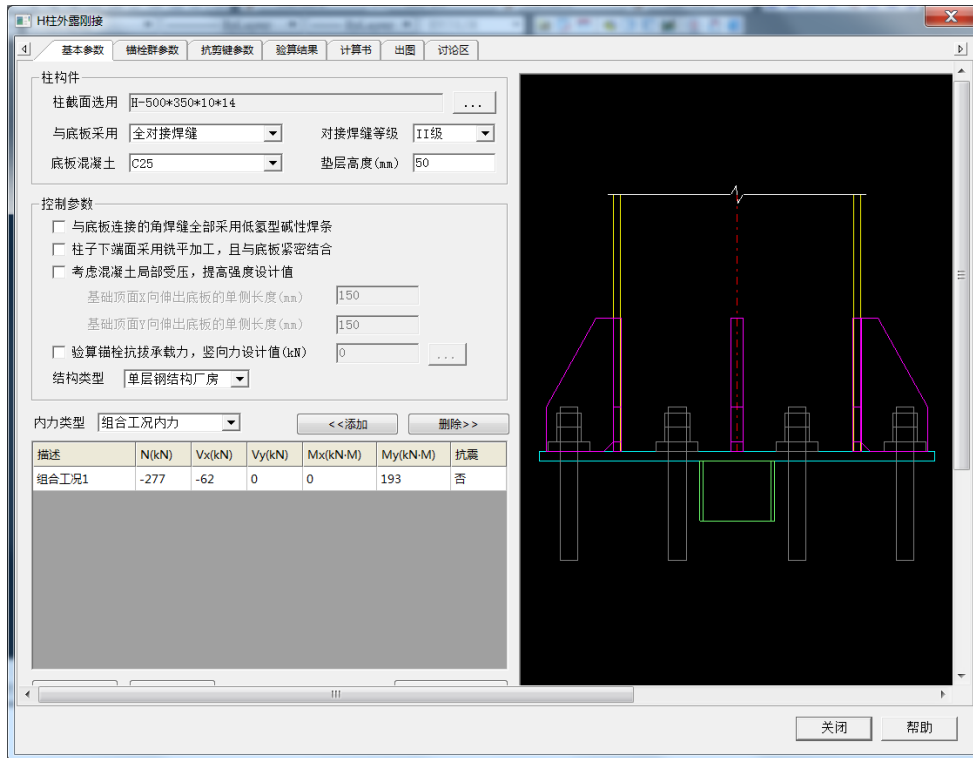 H柱外露刚接
基本参数 锚栓群参数 抗剪键参数 验算结果 计算书 出图 讨论区
柱构件
柱截面选用 H-500*350*10*14 ...
与底板采用 全对接焊缝 对接焊缝等级 II级
底板混凝土 C25 垫层高度(mm) 50
控制参数
与底板连接的角焊缝全部采用低氢型碱性焊条
柱子下端面采用铣平加工，且与底板紧密结合
考虑混凝土局部受压，提高强度设计值
基础顶面X向伸出底板的单侧长度(mm) 150
基础顶面Y向伸出底板的单侧长度(mm) 150
验算锚栓抗拔承载力，竖向力设计值(kN) 0 ...
结构类型 单层钢结构厂房
内力类型 组合工况内力 <<添加 删除>>
描述 N(kN) Vx(kN) Vy(kN) Mx(kN·M) My(kN·M) 抗震
组合工况1 -277 -62 0 0 193 否
关闭 帮助